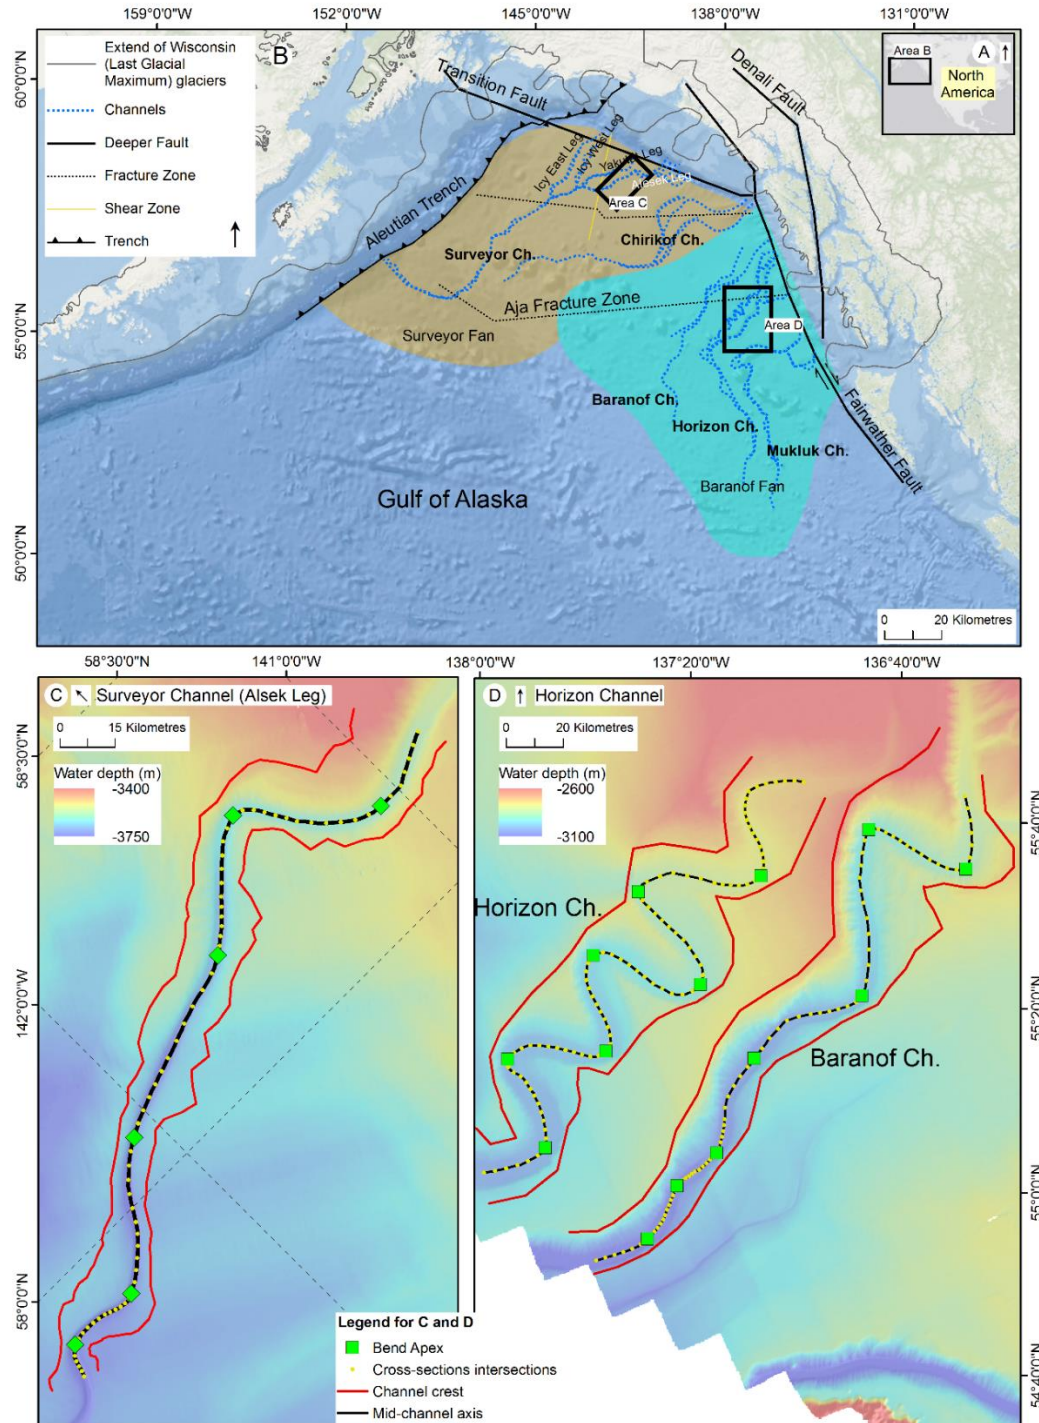 159°0'0"W
152°0'0"W
145°0'0"W
138°0'0"W
131°0'0"W
60°0'0"N
55°0'0"N
50°0'0"N
B
Extend of Wisconsin
(Last Glacial
Maximum) glaciers
Channels
Deeper Fault
Fracture Zone
Shear Zone
Trench
A
Area B
North
America
Transition Fault
Denali Fault
Icy East Leg
Icy West Leg
Yakutat Leg
Alesek Leg
Area C
Aleutian Trench
Surveyor Ch.
Chirikof Ch.
Aja Fracture Zone
Area D
Surveyor Fan
Baranof Ch.
Horizon Ch.
Mukluk Ch.
Fairwather Fault
Baranof Fan
Gulf of Alaska
0 20 Kilometres
58°30'0"N
141°0'0"W
138°0'0"W
137°20'0"W
136°40'0"W
C
Surveyor Channel (Alsek Leg)
0 15 Kilometres
Water depth (m)
-3400
-3750
58°30'0"N
142°0'0"W
58°0'0"N
D
Horizon Channel
0 20 Kilometres
Water depth (m)
-2600
-3100
55°40'0"N
55°20'0"N
55°0'0"N
54°40'0"N
Horizon Ch.
Baranof Ch.
Legend for C and D
Bend Apex
Cross-sections intersections
Channel crest
Mid-channel axis